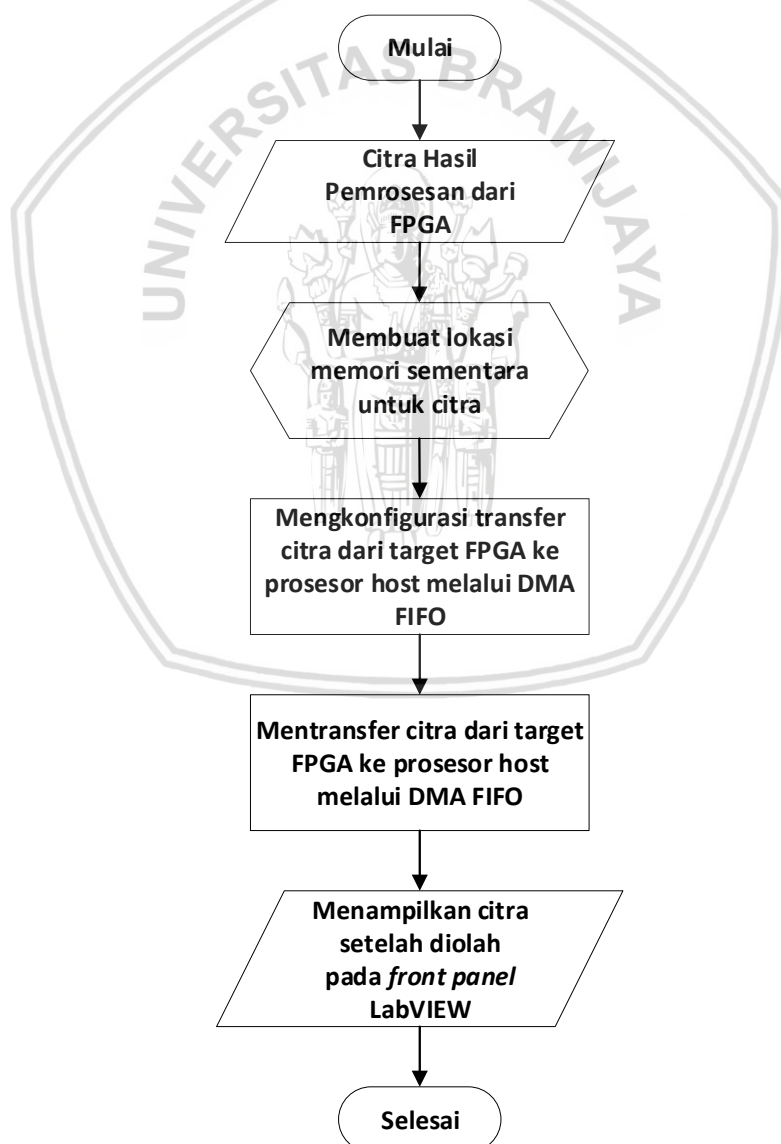 Mulai
UNIVERSITAS BRAWIJAYA
Citra Hasil
Pemrosesan dari
FPGA
Membuat lokasi
memori sementara
untuk citra
Mengkonfigurasi transfer
citra dari target FPGA ke
prosesor host melalui DMA
FIFO
Mentransfer citra dari target
FPGA ke prosesor host
melalui DMA FIFO
Menampilkan citra
setelah diolah
pada front panel
LabVIEW
Selesai